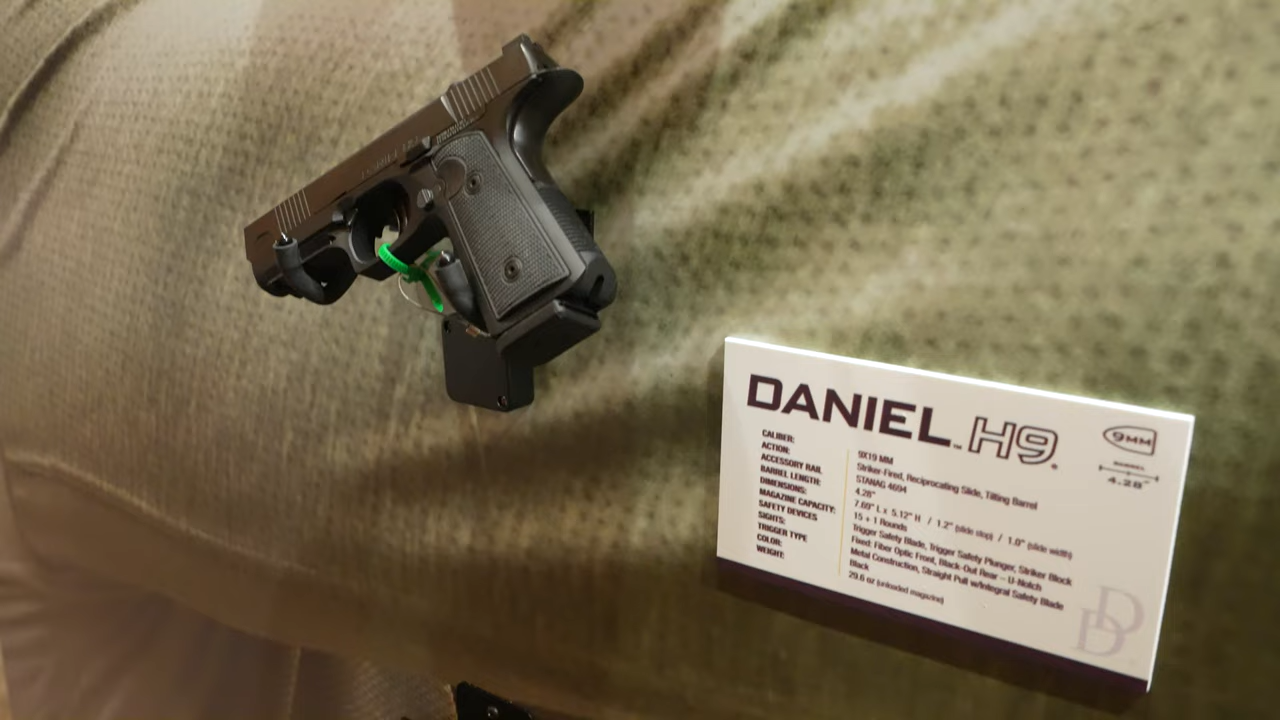 DANIEL™ H9®
9MM
BARREL
4.28"
CALIBER: 9X19 MM
ACTION: Striker-Fired, Reciprocating Slide, Tilting Barrel
ACCESSORY RAIL STANAG 4694
BARREL LENGTH: 4.28"
DIMENSIONS: 7.69" L x 5.12" H / 1.2" (slide stop) / 1.0" (slide width)
MAGAZINE CAPACITY: 15 + 1 Rounds
SAFETY DEVICES Trigger Safety Blade, Trigger Safety Plunger, Striker Block
SIGHTS: Fixed: Fiber Optic Front, Black-Out Rear – U-Notch
TRIGGER TYPE Metal Construction, Straight Pull w/Integral Safety Blade
COLOR: Black
WEIGHT: 29.6 oz (unloaded magazine)
DD